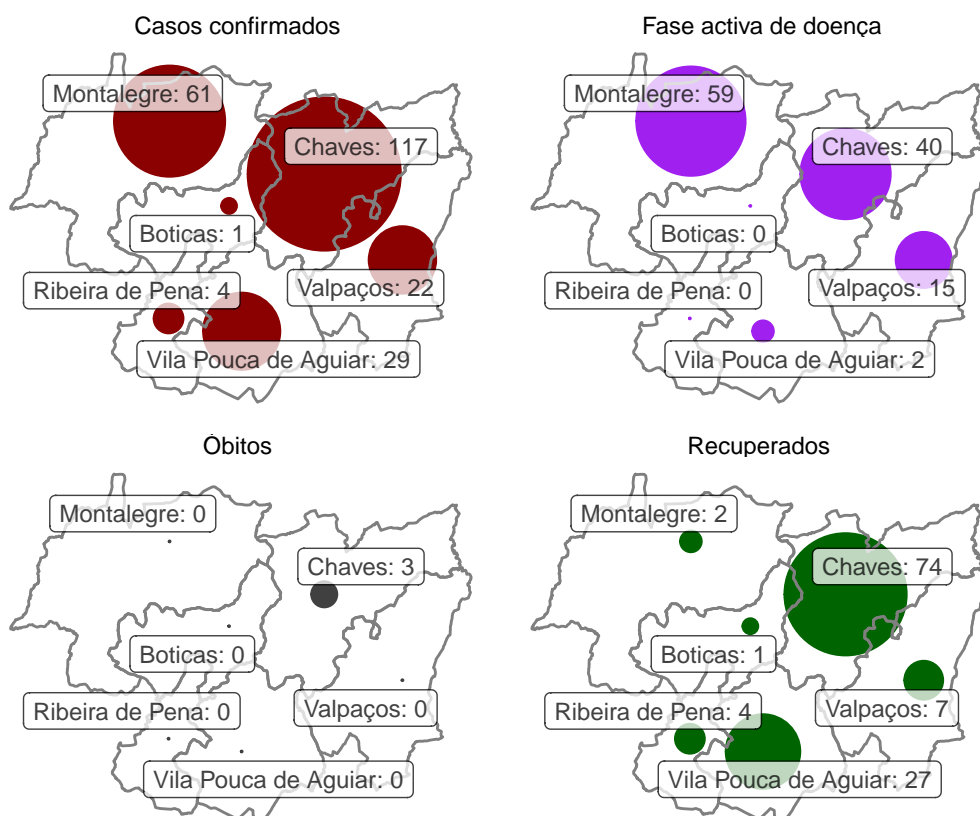 Casos confirmados
Montalegre: 61
Chaves: 117
Boticas: 1
Ribeira de Pena: 4
Valpaços: 22
Vila Pouca de Aguiar: 29
Fase activa de doença
Montalegre: 59
Chaves: 40
Boticas: 0
Ribeira de Pena: 0
Valpaços: 15
Vila Pouca de Aguiar: 2
Óbitos
Montalegre: 0
Chaves: 3
Boticas: 0
Ribeira de Pena: 0
Valpaços: 0
Vila Pouca de Aguiar: 0
Recuperados
Montalegre: 2
Chaves: 74
Boticas: 1
Ribeira de Pena: 4
Valpaços: 7
Vila Pouca de Aguiar: 27